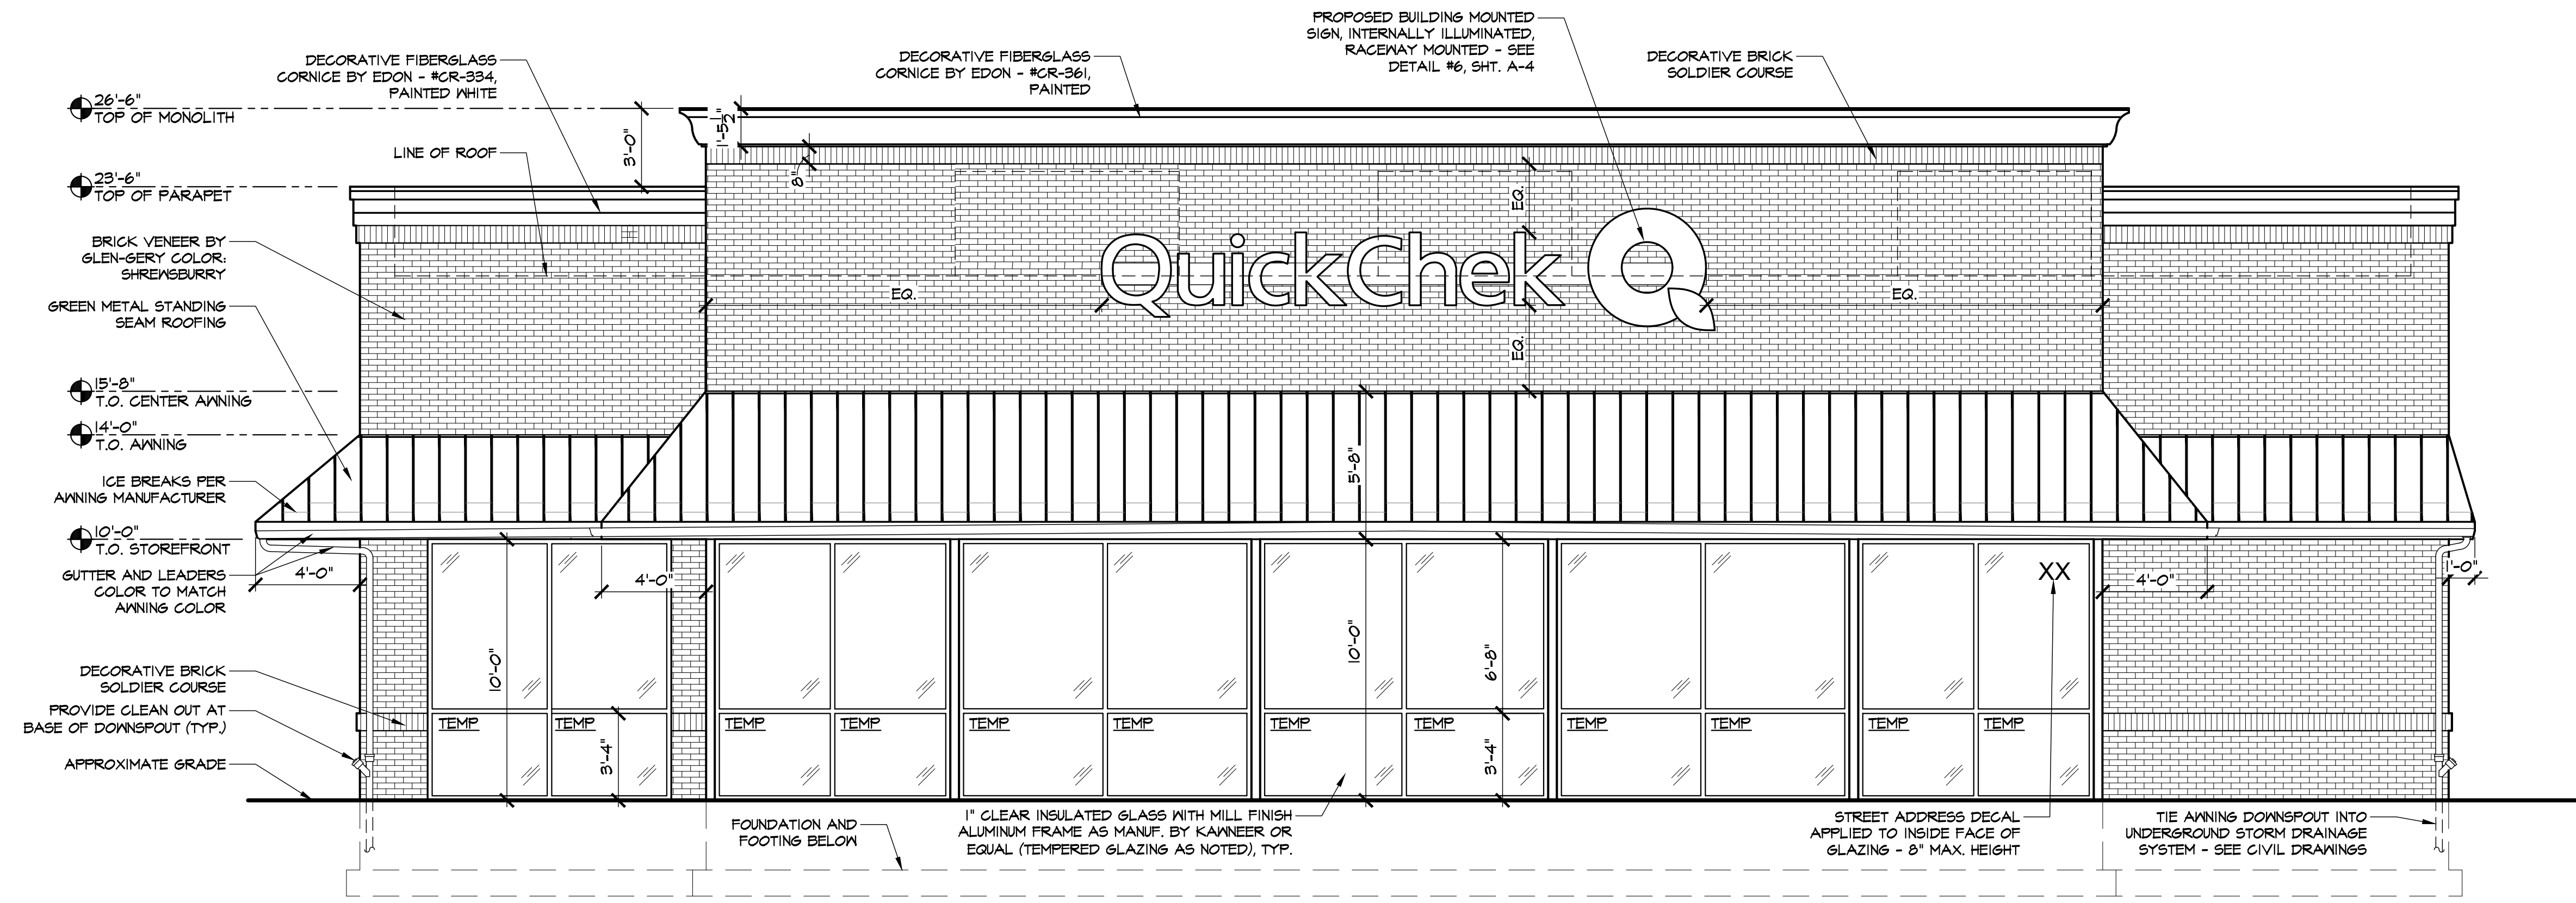 PROPOSED BUILDING MOUNTED
SIGN, INTERNALLY ILLUMINATED,
RACEWAY MOUNTED - SEE
DETAIL #6, SHT. A-4
DECORATIVE FIBERGLASS
CORNICE BY EDON - #CR-334,
PAINTED WHITE
DECORATIVE FIBERGLASS
CORNICE BY EDON - #CR-361,
PAINTED
DECORATIVE BRICK
SOLDIER COURSE
26'-6"
TOP OF MONOLITH
3'-0"
1'-5 1/2"
LINE OF ROOF
8"
23'-6"
TOP OF PARAPET
EQ.
BRICK VENEER BY
GLEN-GERY COLOR:
SHREWSBURRY
QuickChek
EQ.
EQ.
GREEN METAL STANDING
SEAM ROOFING
EQ.
15'-8"
T.O. CENTER AWNING
14'-0"
T.O. AWNING
5'-8"
ICE BREAKS PER
AWNING MANUFACTURER
10'-0"
T.O. STOREFRONT
GUTTER AND LEADERS
COLOR TO MATCH
AWNING COLOR
4'-0"
4'-0"
XX
4'-0"
1'-0"
10'-0"
10'-0"
6'-8"
DECORATIVE BRICK
SOLDIER COURSE
PROVIDE CLEAN OUT AT
BASE OF DOWNSPOUT (TYP.)
TEMP
TEMP
TEMP
TEMP
TEMP
TEMP
TEMP
TEMP
TEMP
TEMP
TEMP
TEMP
3'-4"
3'-4"
APPROXIMATE GRADE
FOUNDATION AND
FOOTING BELOW
1" CLEAR INSULATED GLASS WITH MILL FINISH
ALUMINUM FRAME AS MANUF. BY KAWNEER OR
EQUAL (TEMPERED GLAZING AS NOTED), TYP.
STREET ADDRESS DECAL
APPLIED TO INSIDE FACE OF
GLAZING - 8" MAX. HEIGHT
TIE AWNING DOWNSPOUT INTO
UNDERGROUND STORM DRAINAGE
SYSTEM - SEE CIVIL DRAWINGS